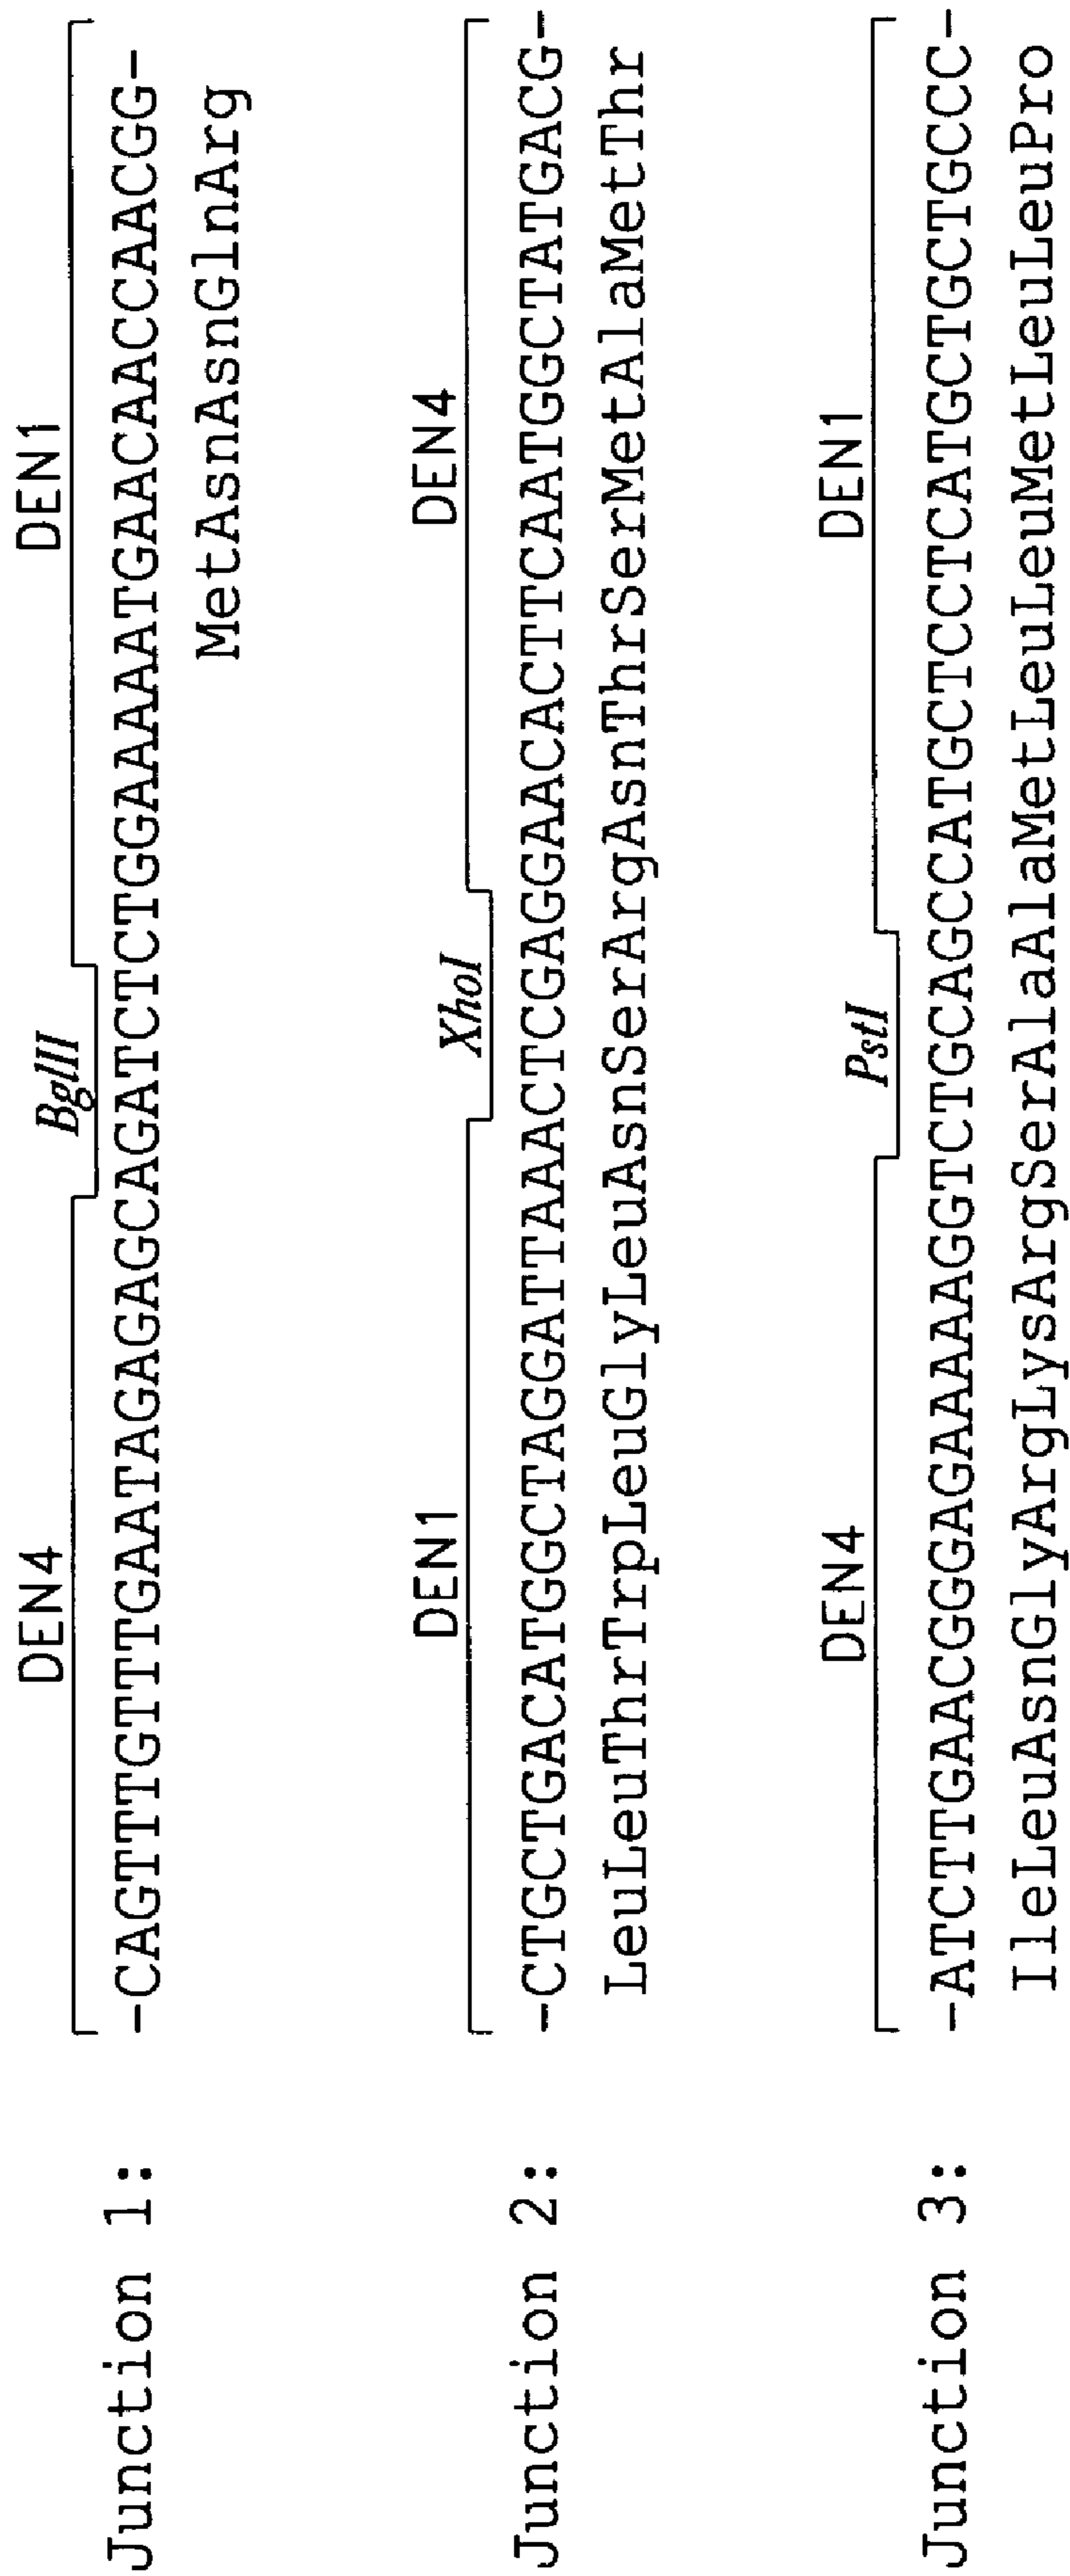 DEN4 BglII DEN1
Junction 1: -CAGTTTGTTTGAATAGAGAGCAGATCTCTGGAAAAATGAACAACCAACGG-
MetAsnAsnGlnArg
DEN1 XhoI DEN4
Junction 2: -CTGCTGACATGGCTAGGATTAAACTCGAGGAACACTTCAATGGCTATGACG-
LeuLeuThrTrpLeuGlyLeuAsnSerArgAsnThrSerMetAlaMetThr
DEN4 PstI DEN1
Junction 3: -ATCTTGAACGGGAGAAAAAGGTCTGCAGCCATGCTCCTCATGCTGCTGCCC-
IleLeuAsnGlyArgLysArgSerAlaAlaMetLeuLeuMetLeuLeuPro